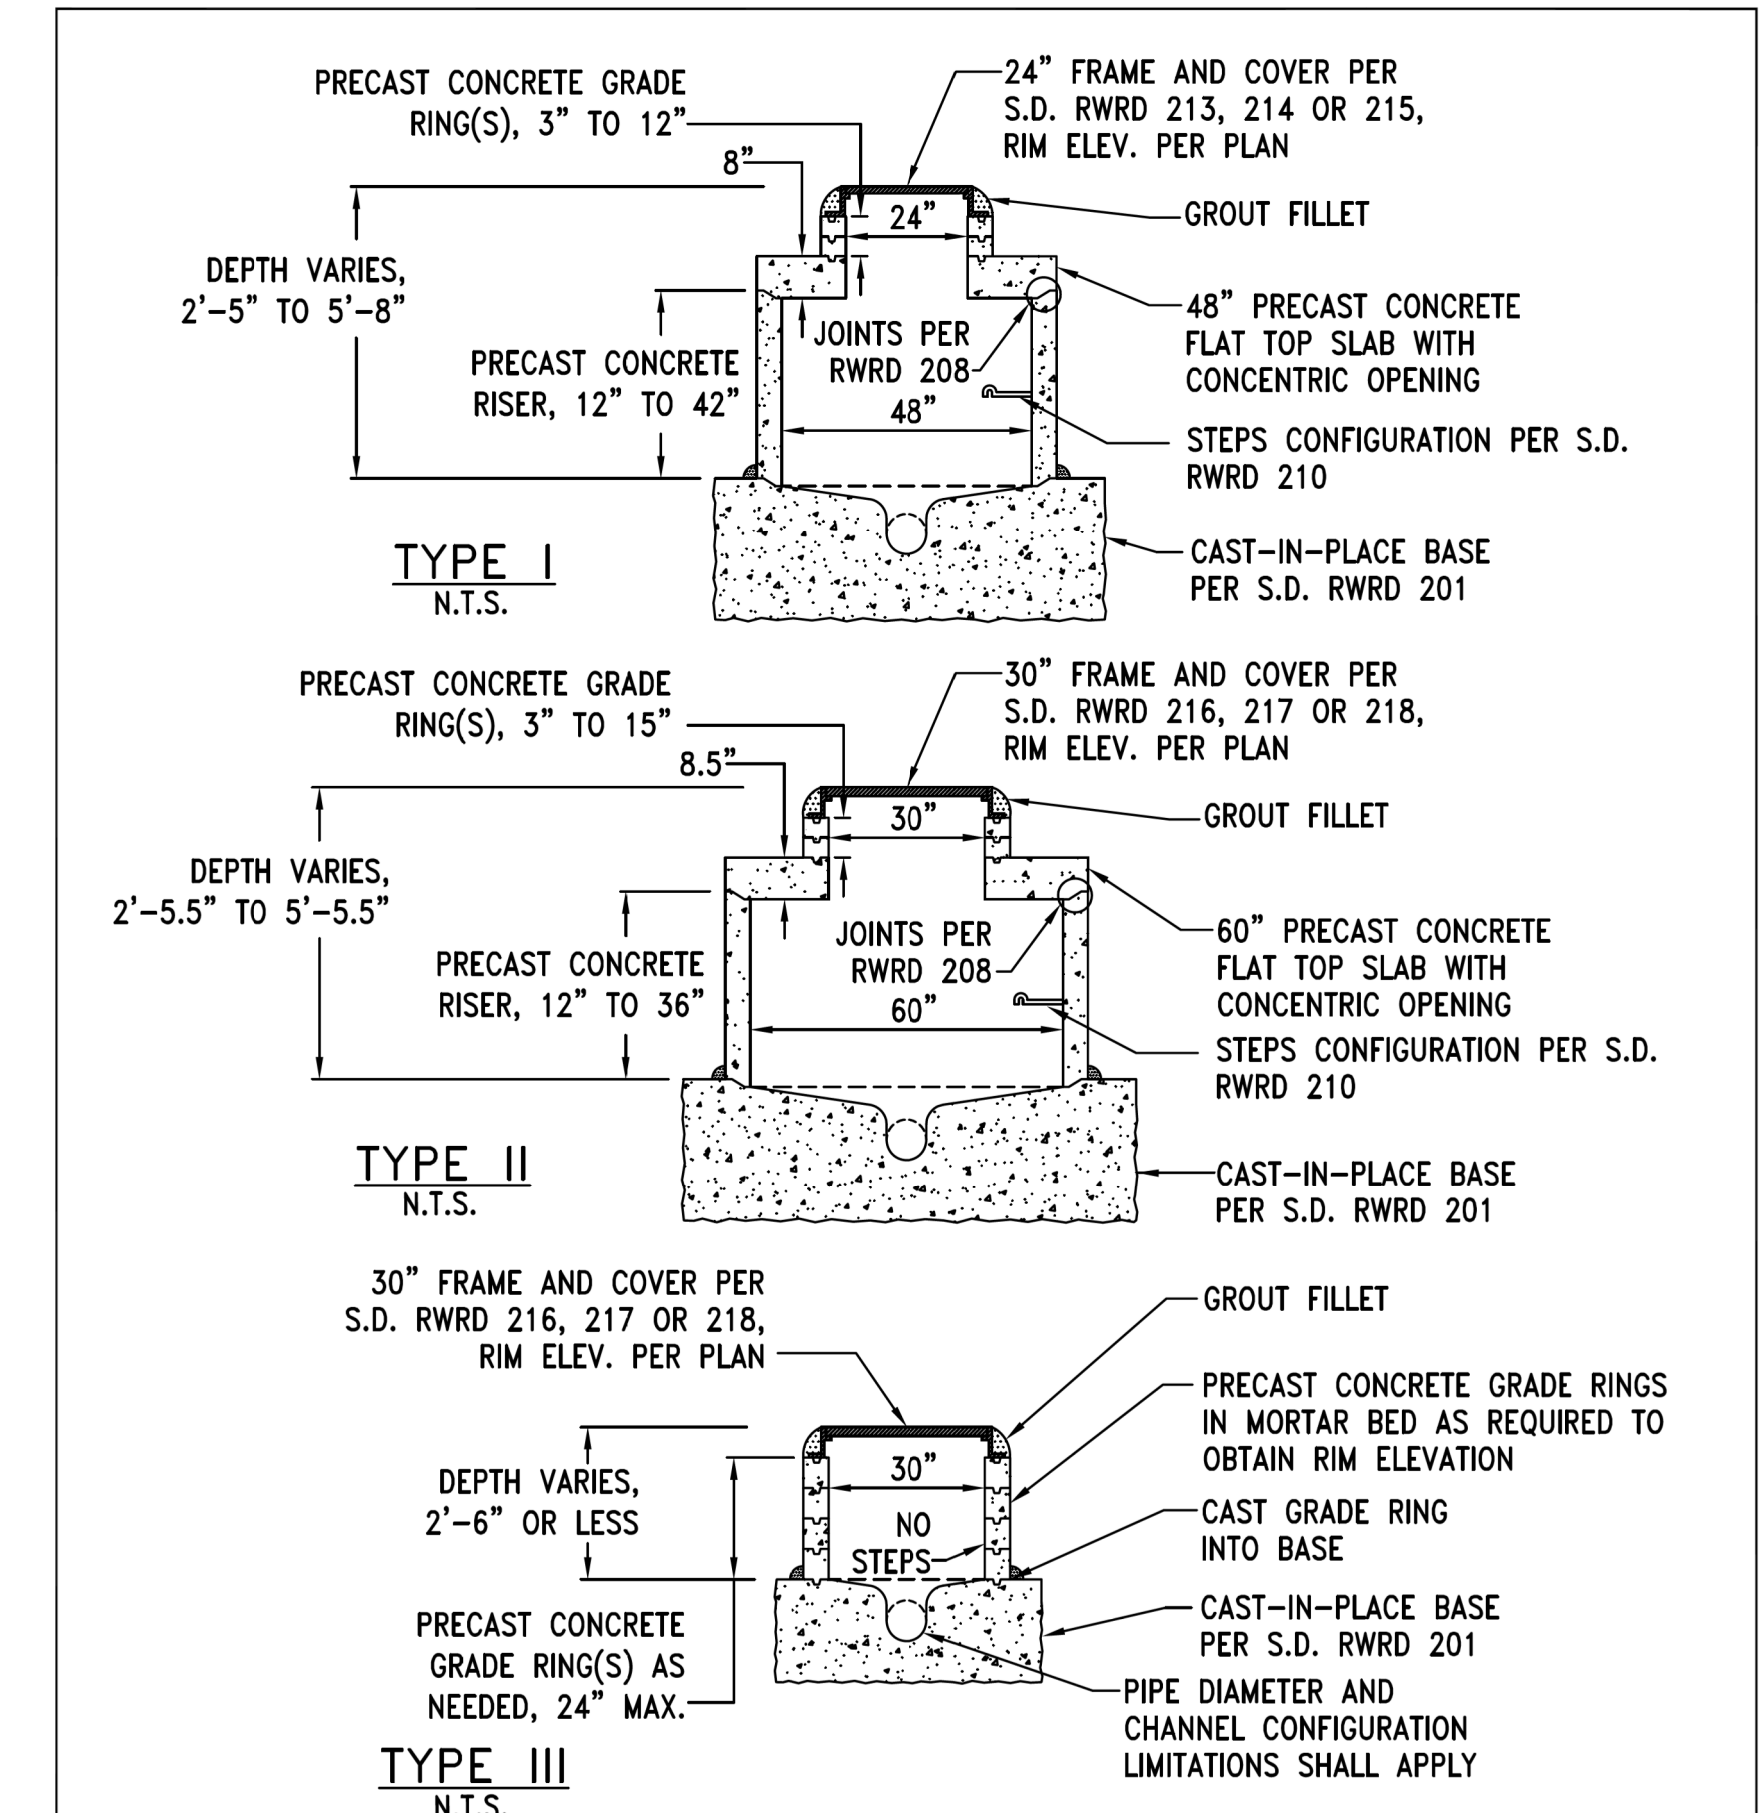 PRECAST CONCRETE GRADE
RING(S), 3” TO 12”
8”
24” FRAME AND COVER PER
S.D. RWRD 213, 214 OR 215,
RIM ELEV. PER PLAN
24”
GROUT FILLET
DEPTH VARIES,
2’-5” TO 5’-8”
48” PRECAST CONCRETE
FLAT TOP SLAB WITH
CONCENTRIC OPENING
JOINTS PER
RWRD 208
PRECAST CONCRETE
RISER, 12” TO 42”
48”
STEPS CONFIGURATION PER S.D.
RWRD 210
CAST-IN-PLACE BASE
PER S.D. RWRD 201
TYPE I
N.T.S.
PRECAST CONCRETE GRADE
RING(S), 3” TO 15”
8.5”
30” FRAME AND COVER PER
S.D. RWRD 216, 217 OR 218,
RIM ELEV. PER PLAN
30”
GROUT FILLET
DEPTH VARIES,
2’-5.5” TO 5’-5.5”
60” PRECAST CONCRETE
FLAT TOP SLAB WITH
CONCENTRIC OPENING
JOINTS PER
RWRD 208
PRECAST CONCRETE
RISER, 12” TO 36”
60”
STEPS CONFIGURATION PER S.D.
RWRD 210
TYPE II
N.T.S.
CAST-IN-PLACE BASE
PER S.D. RWRD 201
30” FRAME AND COVER PER
S.D. RWRD 216, 217 OR 218,
RIM ELEV. PER PLAN
GROUT FILLET
PRECAST CONCRETE GRADE RINGS
IN MORTAR BED AS REQUIRED TO
OBTAIN RIM ELEVATION
30”
DEPTH VARIES,
2’-6” OR LESS
NO
STEPS
CAST GRADE RING
INTO BASE
CAST-IN-PLACE BASE
PER S.D. RWRD 201
PRECAST CONCRETE
GRADE RING(S) AS
NEEDED, 24” MAX.
PIPE DIAMETER AND
CHANNEL CONFIGURATION
LIMITATIONS SHALL APPLY
TYPE III
N.T.S.